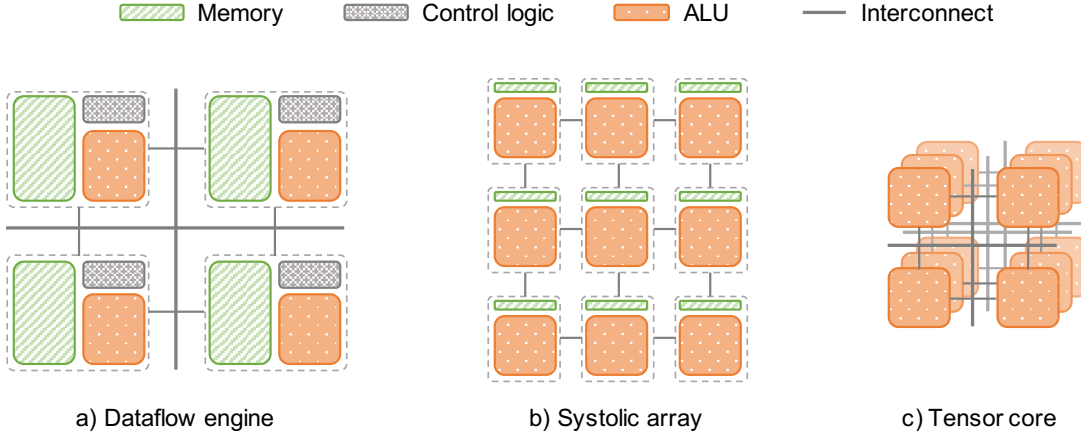 Memory Control logic ALU Interconnect
a) Dataflow engine b) Systolic array c) Tensor core